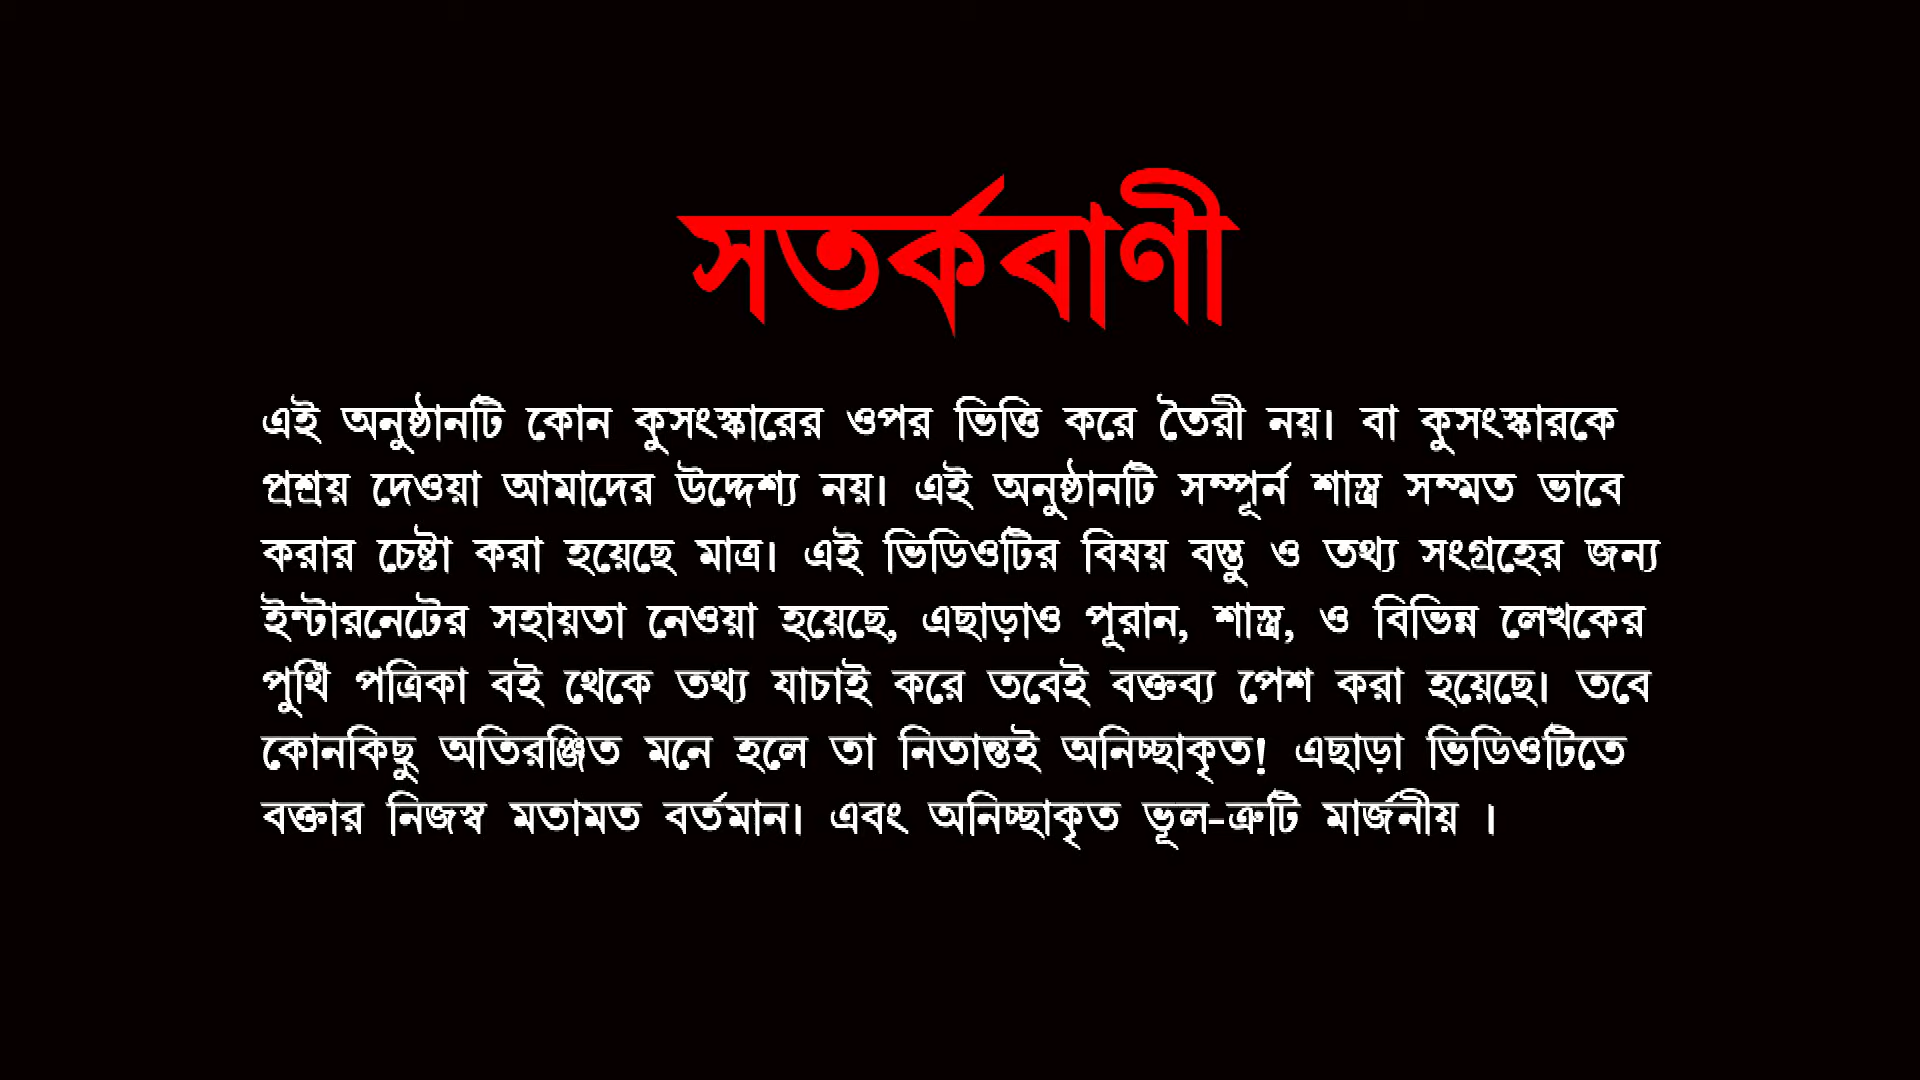 সতর্কবাণী
এই অনুষ্ঠানটি কোন কুসংস্কারের ওপর ভিত্তি করে তৈরী নয়। বা কুসংস্কারকে
প্রশ্রয় দেওয়া আমাদের উদ্দেশ্য নয়। এই অনুষ্ঠানটি সম্পূর্ন শাস্ত্র সম্মত ভাবে
করার চেষ্টা করা হয়েছে মাত্র। এই ভিডিওটির বিষয় বস্তু ও তথ্য সংগ্রহের জন্য
ইন্টারনেটের সহায়তা নেওয়া হয়েছে, এছাড়াও পূরান, শাস্ত্র, ও বিভিন্ন লেখকের
পুথিঁ পত্রিকা বই থেকে তথ্য যাচাই করে তবেই বক্তব্য পেশ করা হয়েছে। তবে
কোনকিছু অতিরঞ্জিত মনে হলে তা নিতান্তই অনিচ্ছাকৃত! এছাড়া ভিডিওটিতে
বক্তার নিজস্ব মতামত বর্তমান। এবং অনিচ্ছাকৃত ভূল-ত্রুটি মার্জনীয় ।